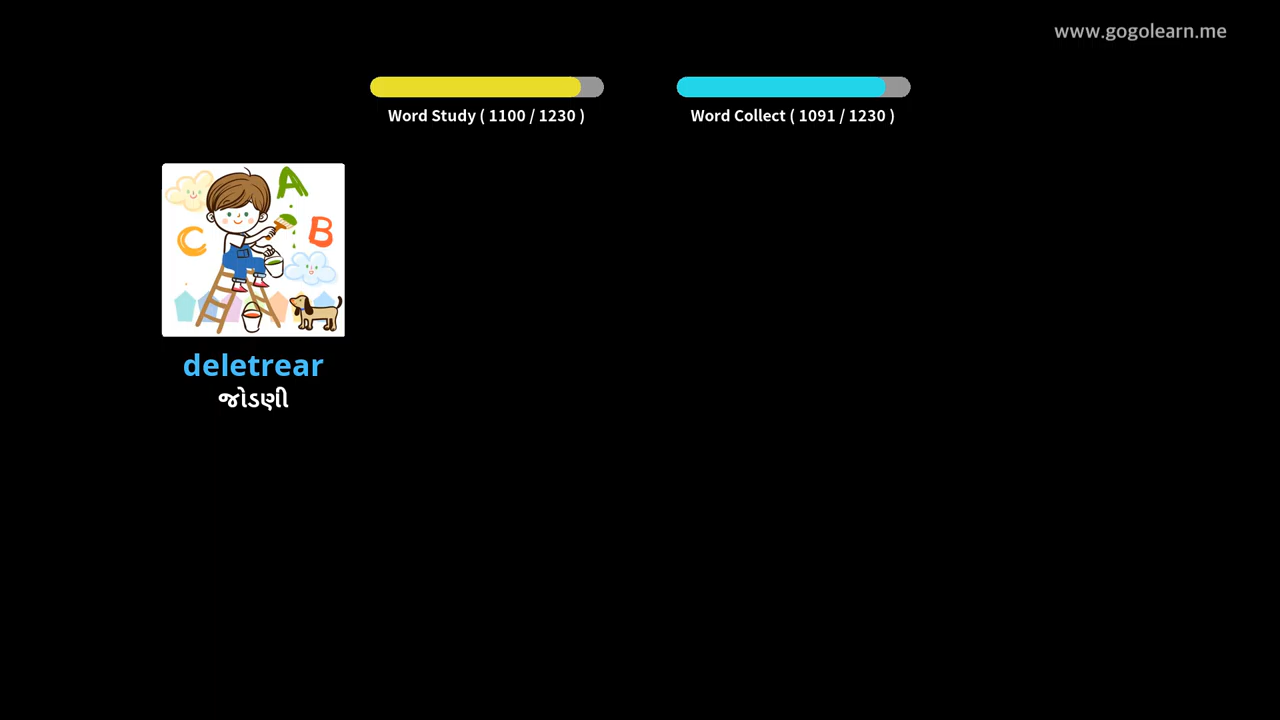 www.gogolearn.me
Word Study ( 1100 / 1230 )
Word Collect ( 1091 / 1230 )
A
B
C
deletrear
જોડણી